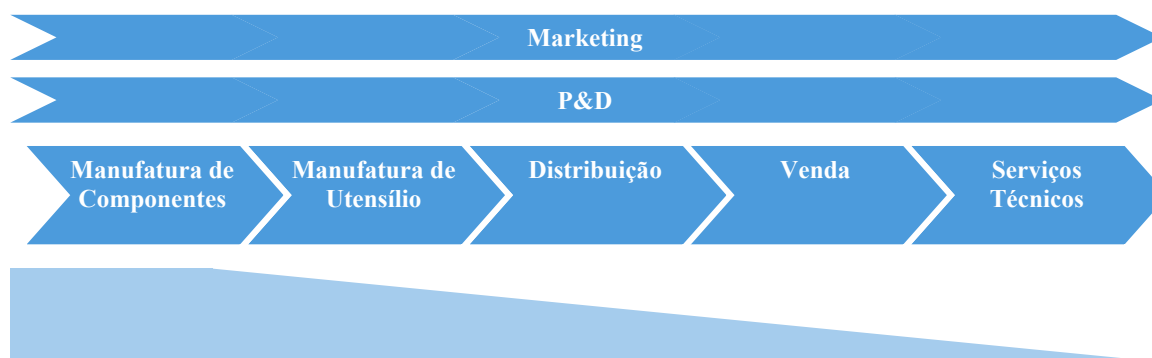 Marketing
P&D
Manufatura de
Componentes
Manufatura de
Utensílio
Distribuição
Venda
Serviços
Técnicos